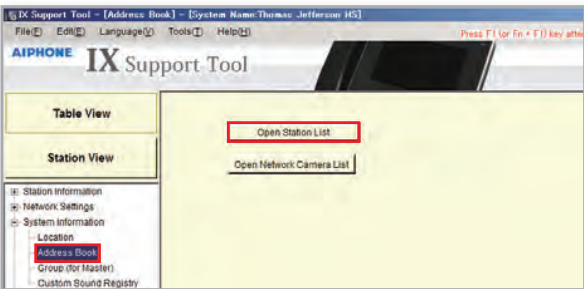 IX Support Tool - [Address Book] - [System Name:Thomas Jefferson HS]
File(F) Edit(E) Language(V) Tools(T) Help(H)
Press F1 (or Fn + F1) key
AIPHONE IX Support Tool
Table View
Station View
Open Station List
Open Network Camera List
Station Information
Network Settings
System Information
Location
Address Book
Group (for Master)
Custom Sound Registry